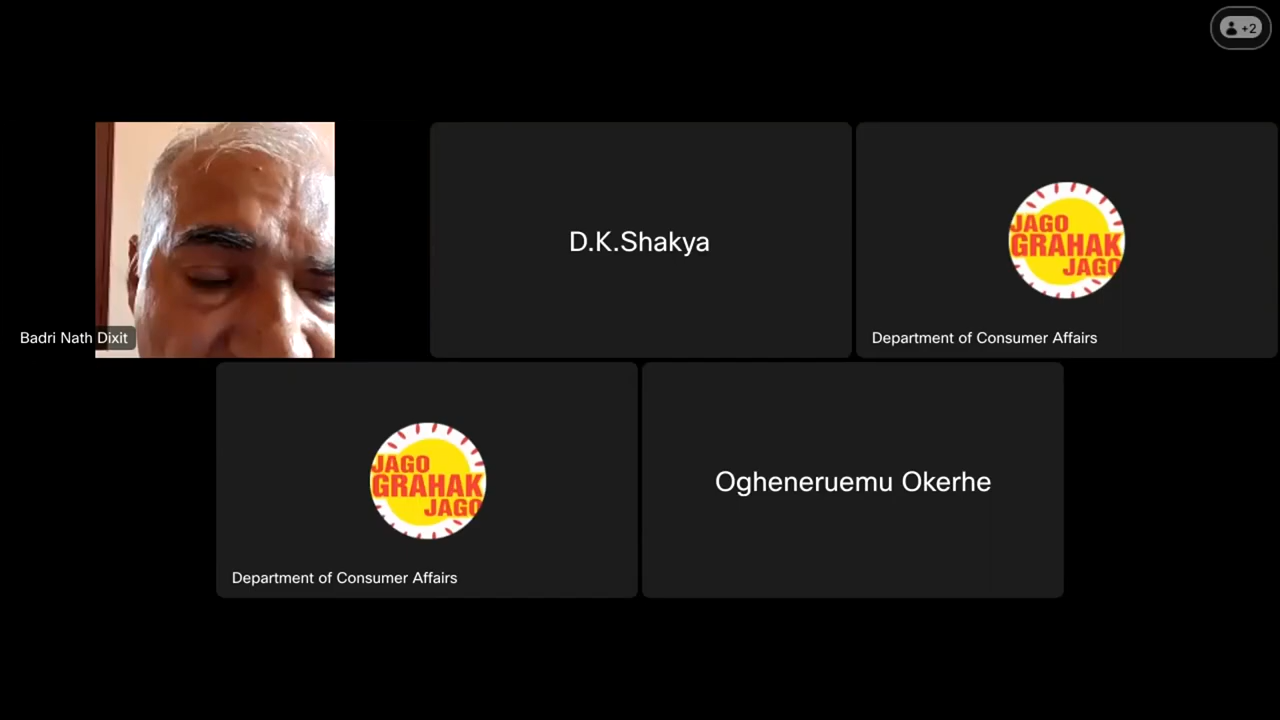 +2
D.K.Shakya
JAGO
GRAHAK
JAGO
Badri Nath Dixit
Department of Consumer Affairs
JAGO
GRAHAK
JAGO
Ogheneruemu Okerhe
Department of Consumer Affairs